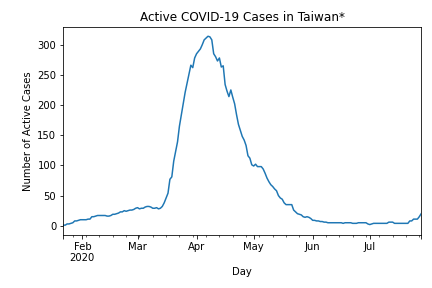 Active COVID-19 Cases in Taiwan*
Number of Active Cases
300
250
200
150
100
50
0
Feb
2020
Mar
Apr
May
Jun
Jul
Day